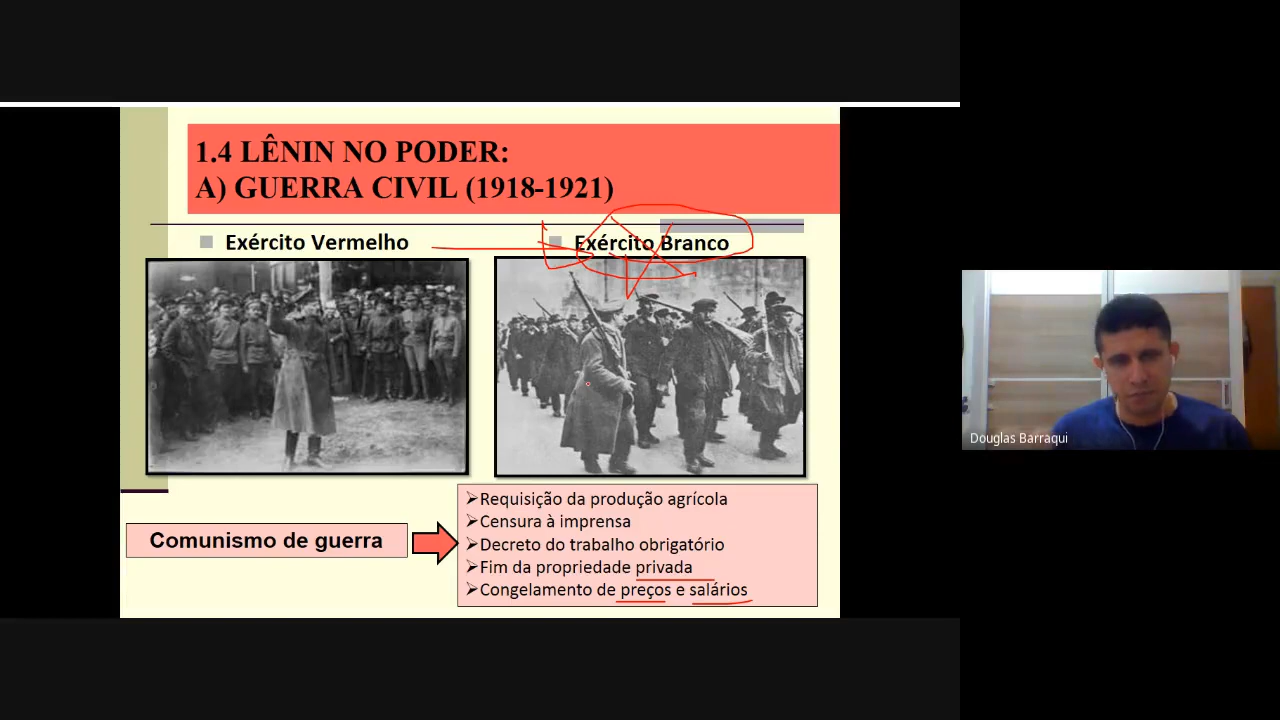 1.4 LÊNIN NO PODER:
A) GUERRA CIVIL (1918-1921)
Exército Vermelho
Exército Branco
Comunismo de guerra
Requisição da produção agrícola
Censura à imprensa
Decreto do trabalho obrigatório
Fim da propriedade privada
Congelamento de preços e salários
Douglas Barraqui